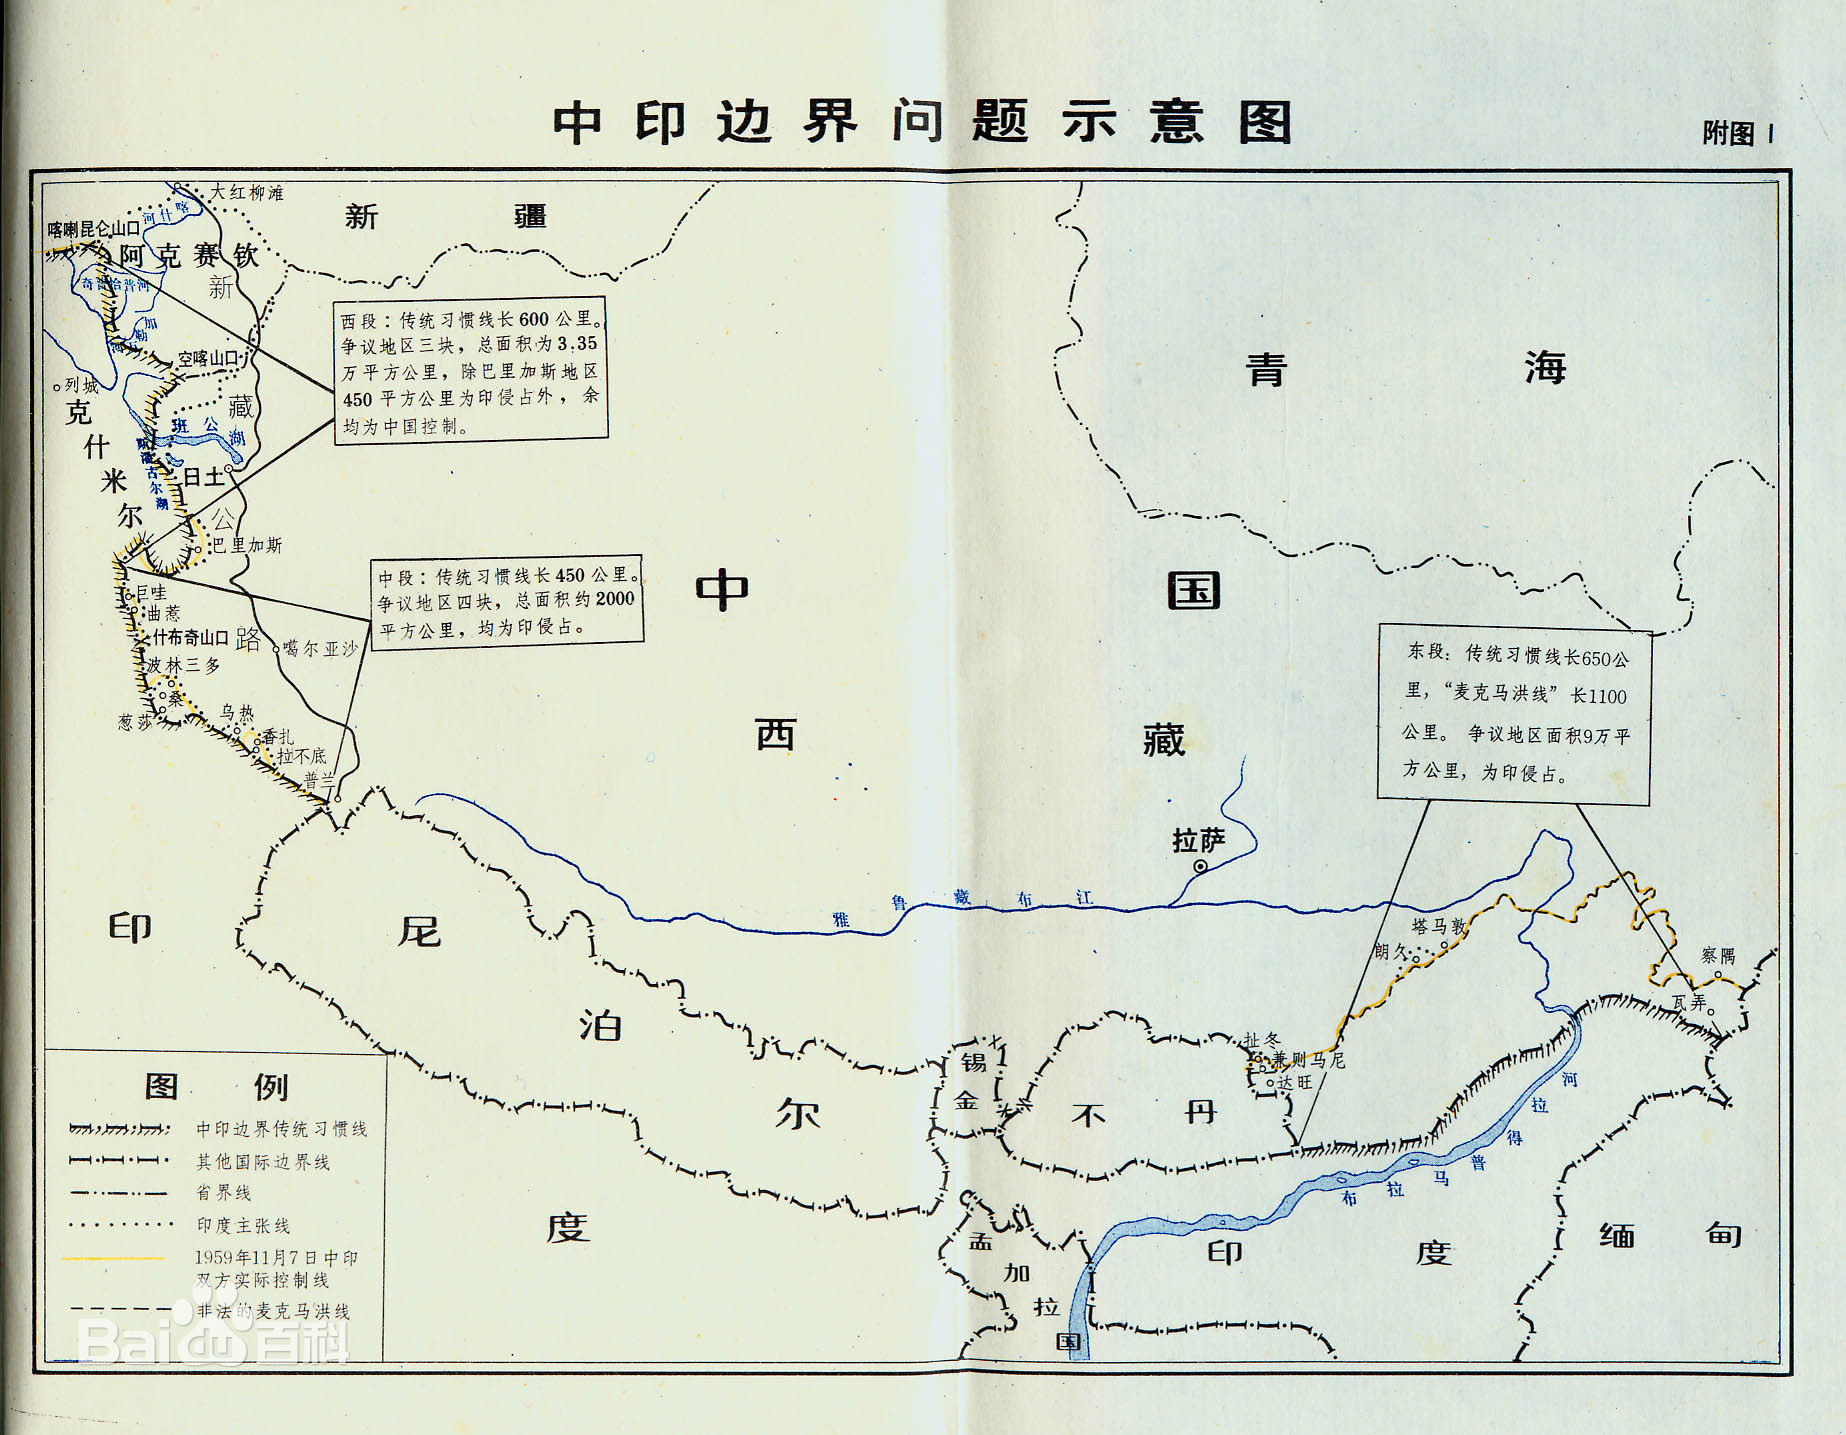 中印边界问题示意图
附图 1
大红柳滩
新 疆
喀什河
喀喇昆仑山口
阿克赛钦
新
奇普恰普河
西段：传统习惯线长600公里。
争议地区三块，总面积为3.35
万平方公里，除巴里加斯地区
450平方公里为印侵占外，余
均为中国控制。
空喀山口
列城
藏
克什米尔
班公湖
日土
公
巴里加斯
青 海
中段：传统习惯线长450公里。
争议地区四块，总面积约2000
平方公里，均为印侵占。
中 国
巨哇
曲惹
什布奇山口
路
噶尔亚沙
波林三多
桑
葱莎
乌热
香扎
拉不底
普兰
西 藏
东段：传统习惯线长650公
里，“麦克马洪线”长1100
公里。争议地区面积9万平
方公里，为印侵占。
拉萨
雅鲁藏布江
塔马敦
朗久
察隅
瓦弄
印 度
尼泊尔
锡金
不丹
扯冬
兼则马尼
达旺
布拉马普得拉河
孟加拉国
印 度
缅 甸
图 例
中印边界传统习惯线
其他国际边界线
省界线
印度主张线
1959年11月7日中印
双方实际控制线
非法的麦克马洪线
Bai百科